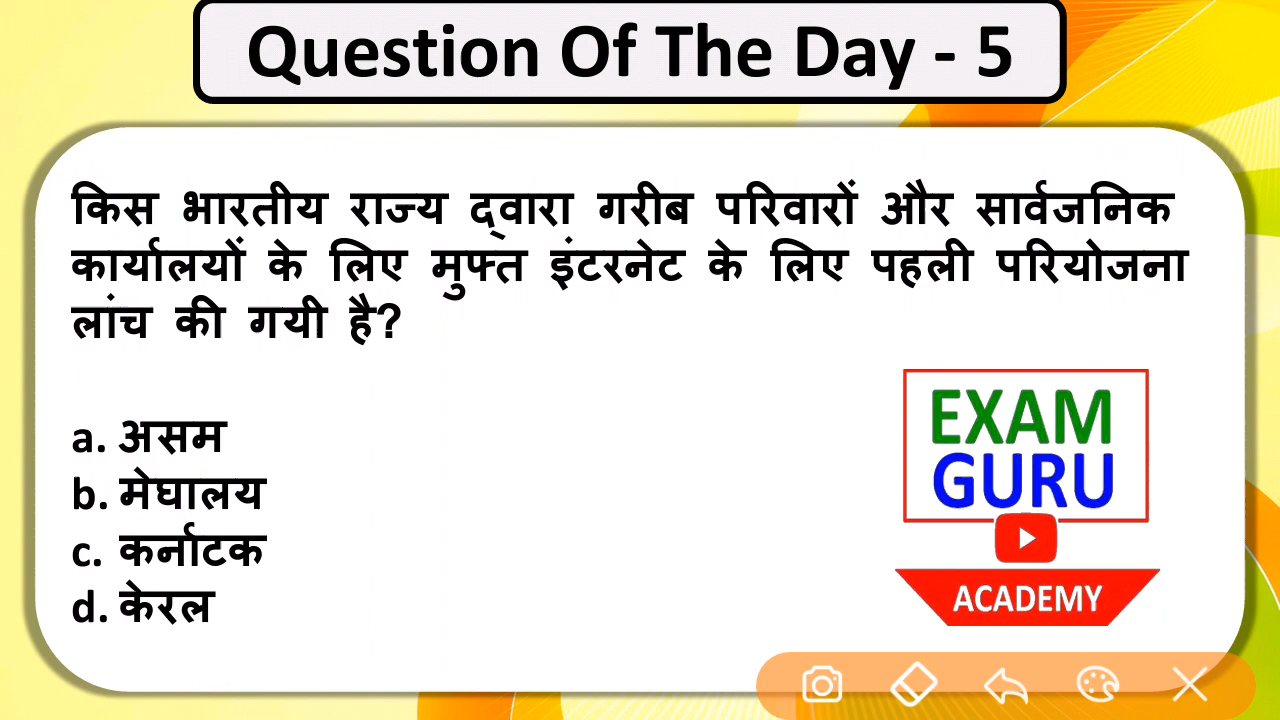 Question Of The Day - 5
किस भारतीय राज्य द्वारा गरीब परिवारों और सार्वजनिक
कार्यालयों के लिए मुफ्त इंटरनेट के लिए पहली परियोजना
लांच की गयी है?
a. असम
b. मेघालय
c. कर्नाटक
d. केरल
EXAM
GURU
ACADEMY